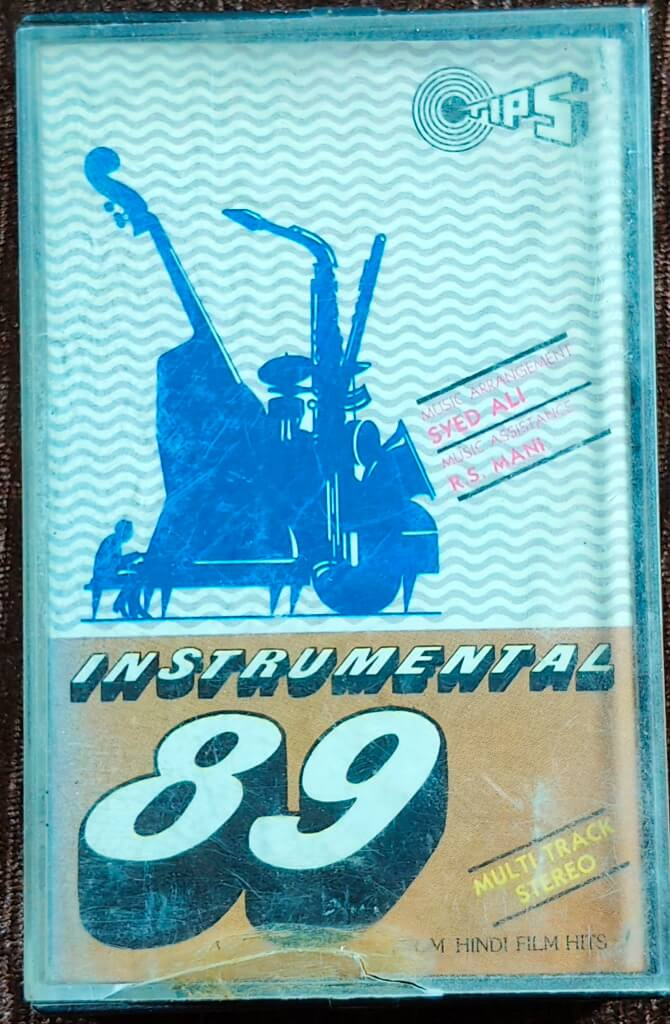 TIPS
MUSIC ARRANGEMENT
SYED ALI
MUSIC ASSISTANCE
R.S. MANI
INSTRUMENTAL
89
MULTI TRACK
STEREO
HINDI FILM HITS